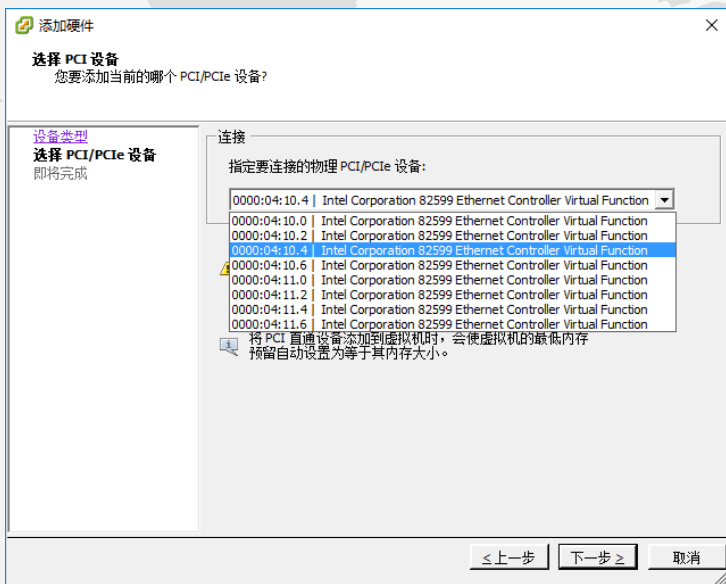 添加硬件
选择 PCI 设备
您要添加当前的哪个 PCI/PCIe 设备?
设备类型
选择 PCI/PCIe 设备
即将完成
连接
指定要连接的物理 PCI/PCIe 设备:
0000:04:10.4 | Intel Corporation 82599 Ethernet Controller Virtual Function
0000:04:10.0 | Intel Corporation 82599 Ethernet Controller Virtual Function
0000:04:10.2 | Intel Corporation 82599 Ethernet Controller Virtual Function
0000:04:10.4 | Intel Corporation 82599 Ethernet Controller Virtual Function
0000:04:10.6 | Intel Corporation 82599 Ethernet Controller Virtual Function
0000:04:11.0 | Intel Corporation 82599 Ethernet Controller Virtual Function
0000:04:11.2 | Intel Corporation 82599 Ethernet Controller Virtual Function
0000:04:11.4 | Intel Corporation 82599 Ethernet Controller Virtual Function
0000:04:11.6 | Intel Corporation 82599 Ethernet Controller Virtual Function
将 PCI 直通设备添加到虚拟机时，会使虚拟机的最低内存
预留自动设置为等于其内存大小。
≤上一步
下一步 ≥
取消